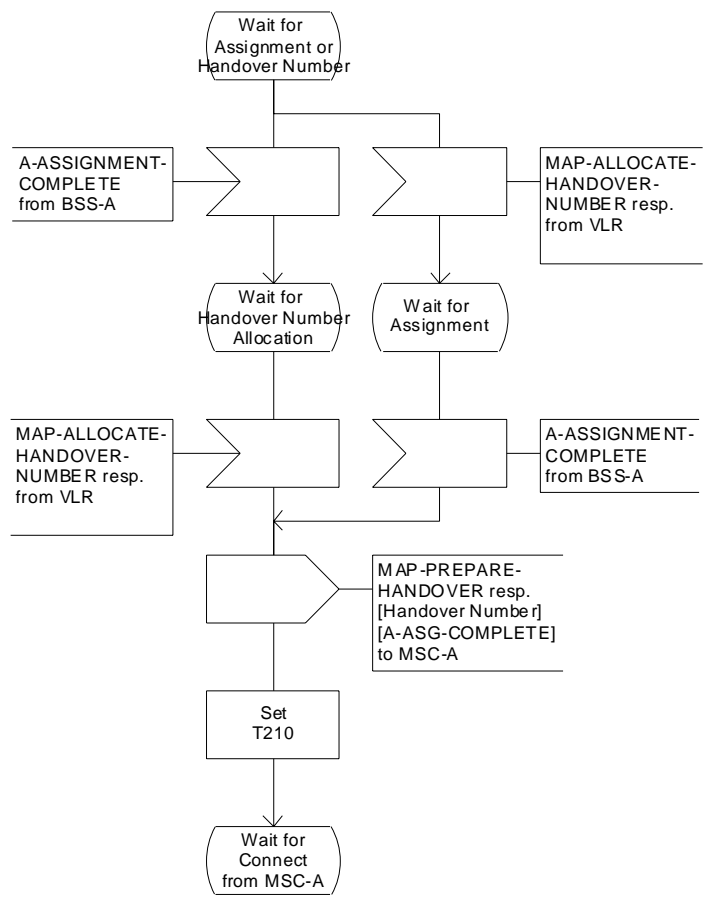 Wait for
Assignment or
Handover Number
A-ASSIGNMENT-
COMPLETE
from BSS-A
MAP-ALLOCATE-
HANDOVER-
NUMBER resp.
from VLR
Wait for
Handover Number
Allocation
Wait for
Assignment
MAP-ALLOCATE-
HANDOVER-
NUMBER resp.
from VLR
A-ASSIGNMENT-
COMPLETE
from BSS-A
MAP-PREPARE-
HANDOVER resp.
[Handover Number]
[A-ASG-COMPLETE]
to MSC-A
Set
T210
Wait for
Connect
from MSC-A